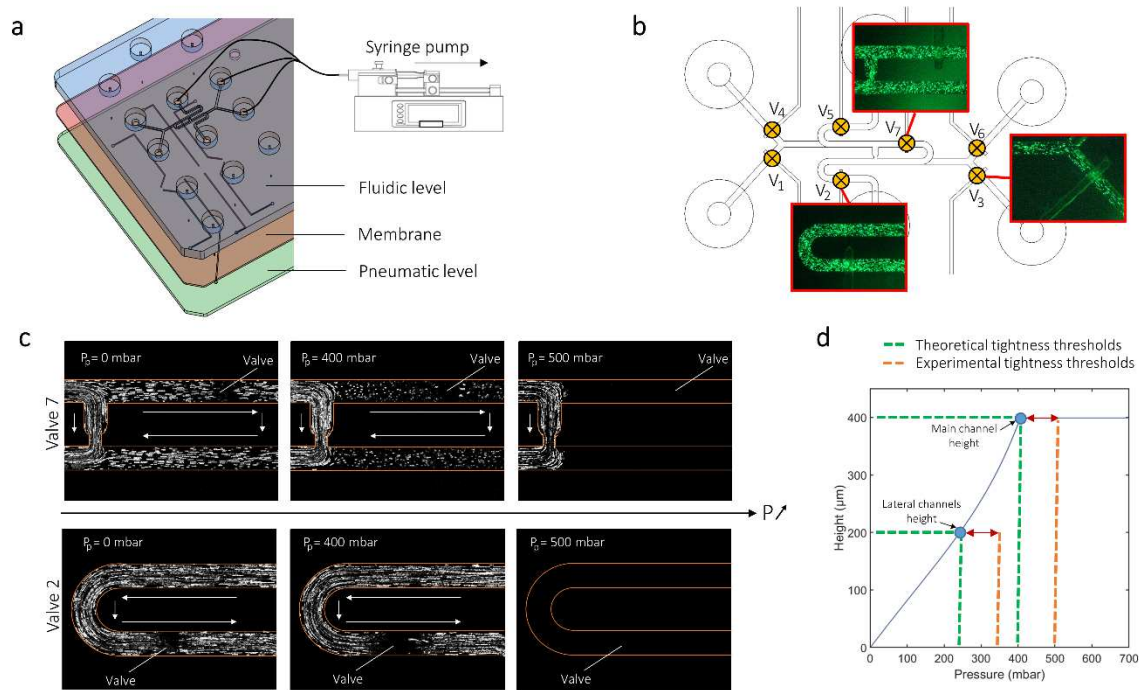 a
Syringe pump
Fluidic level
Membrane
Pneumatic level
b
V4
V5
V7
V6
V1
V2
V3
c
Pp = 0 mbar
Valve
Pp = 400 mbar
Valve
Pp = 500 mbar
Valve
Valve 7
P
Pp = 0 mbar
Pp = 400 mbar
Pp = 500 mbar
Valve 2
Valve
Valve
Valve
d
Theoretical tightness thresholds
Experimental tightness thresholds
400
Main channel
height
300
Lateral channels
height
200
100
0
Height (µm)
0 100 200 300 400 500 600 700
Pressure (mbar)